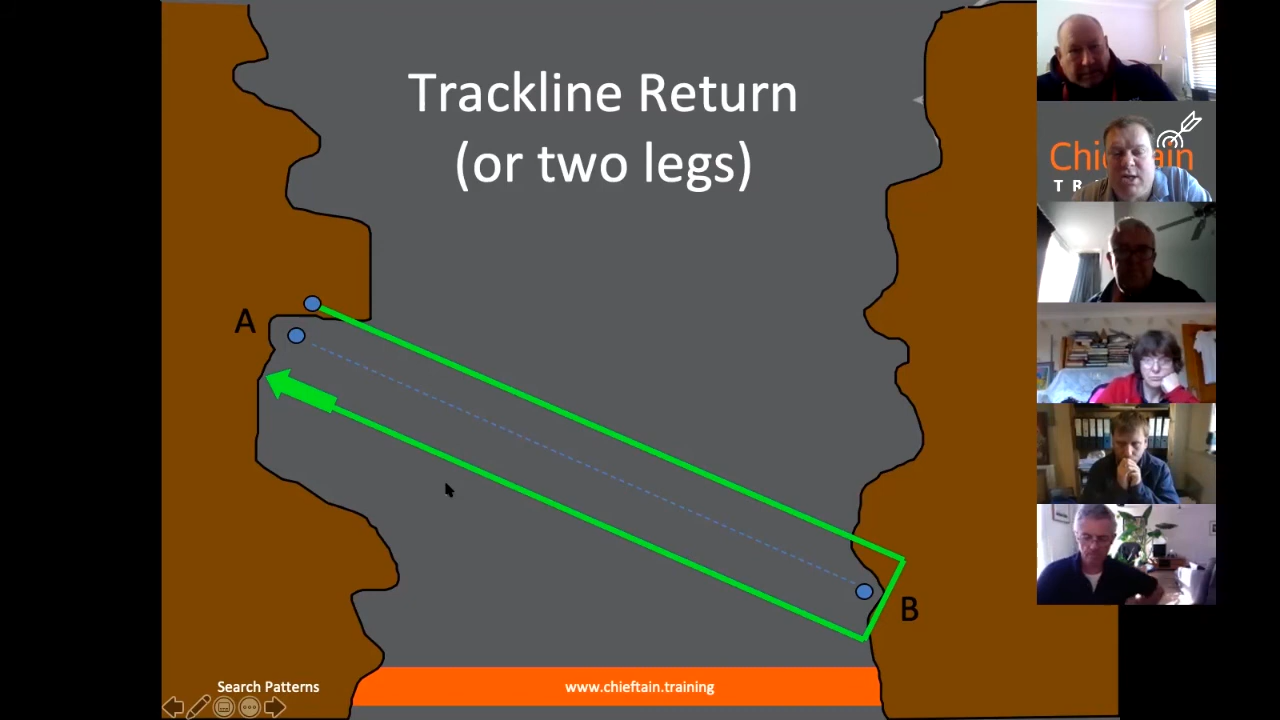 Trackline Return
(or two legs)
A
B
Search Patterns
www.chieftain.training